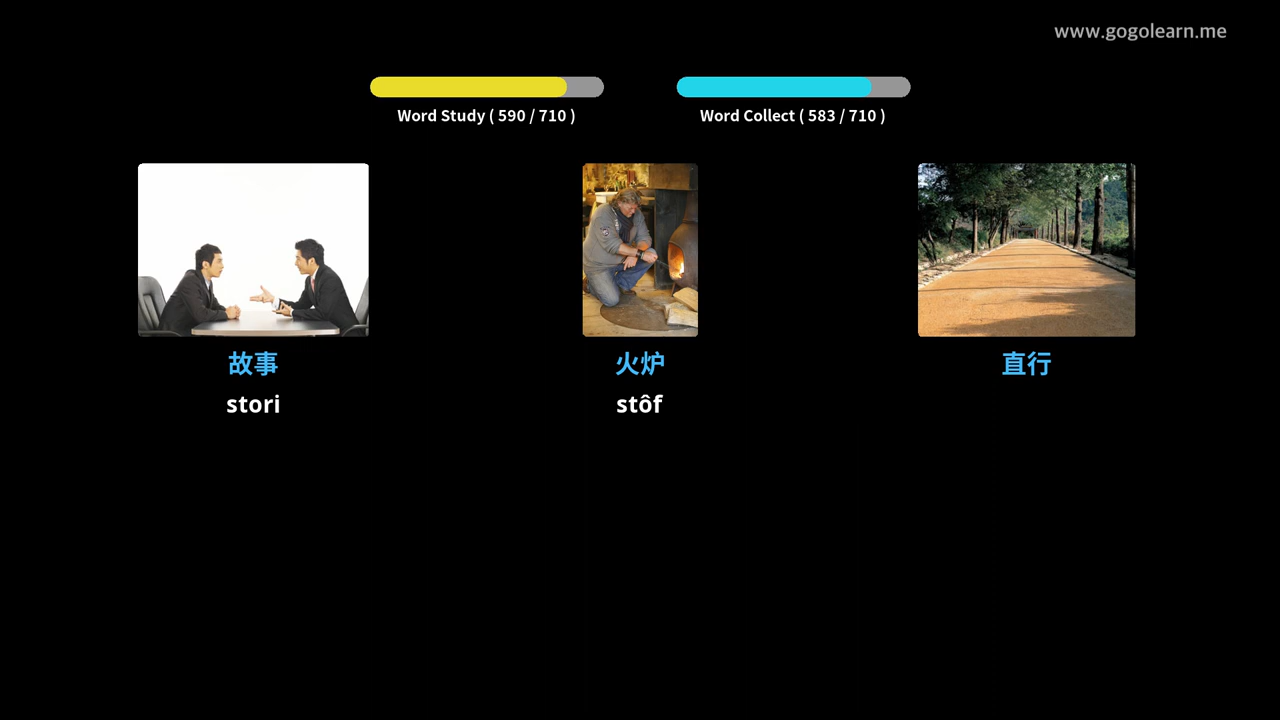 www.gogolearn.me
Word Study ( 590 / 710 )
Word Collect ( 583 / 710 )
故事
火炉
直行
stori
stôf